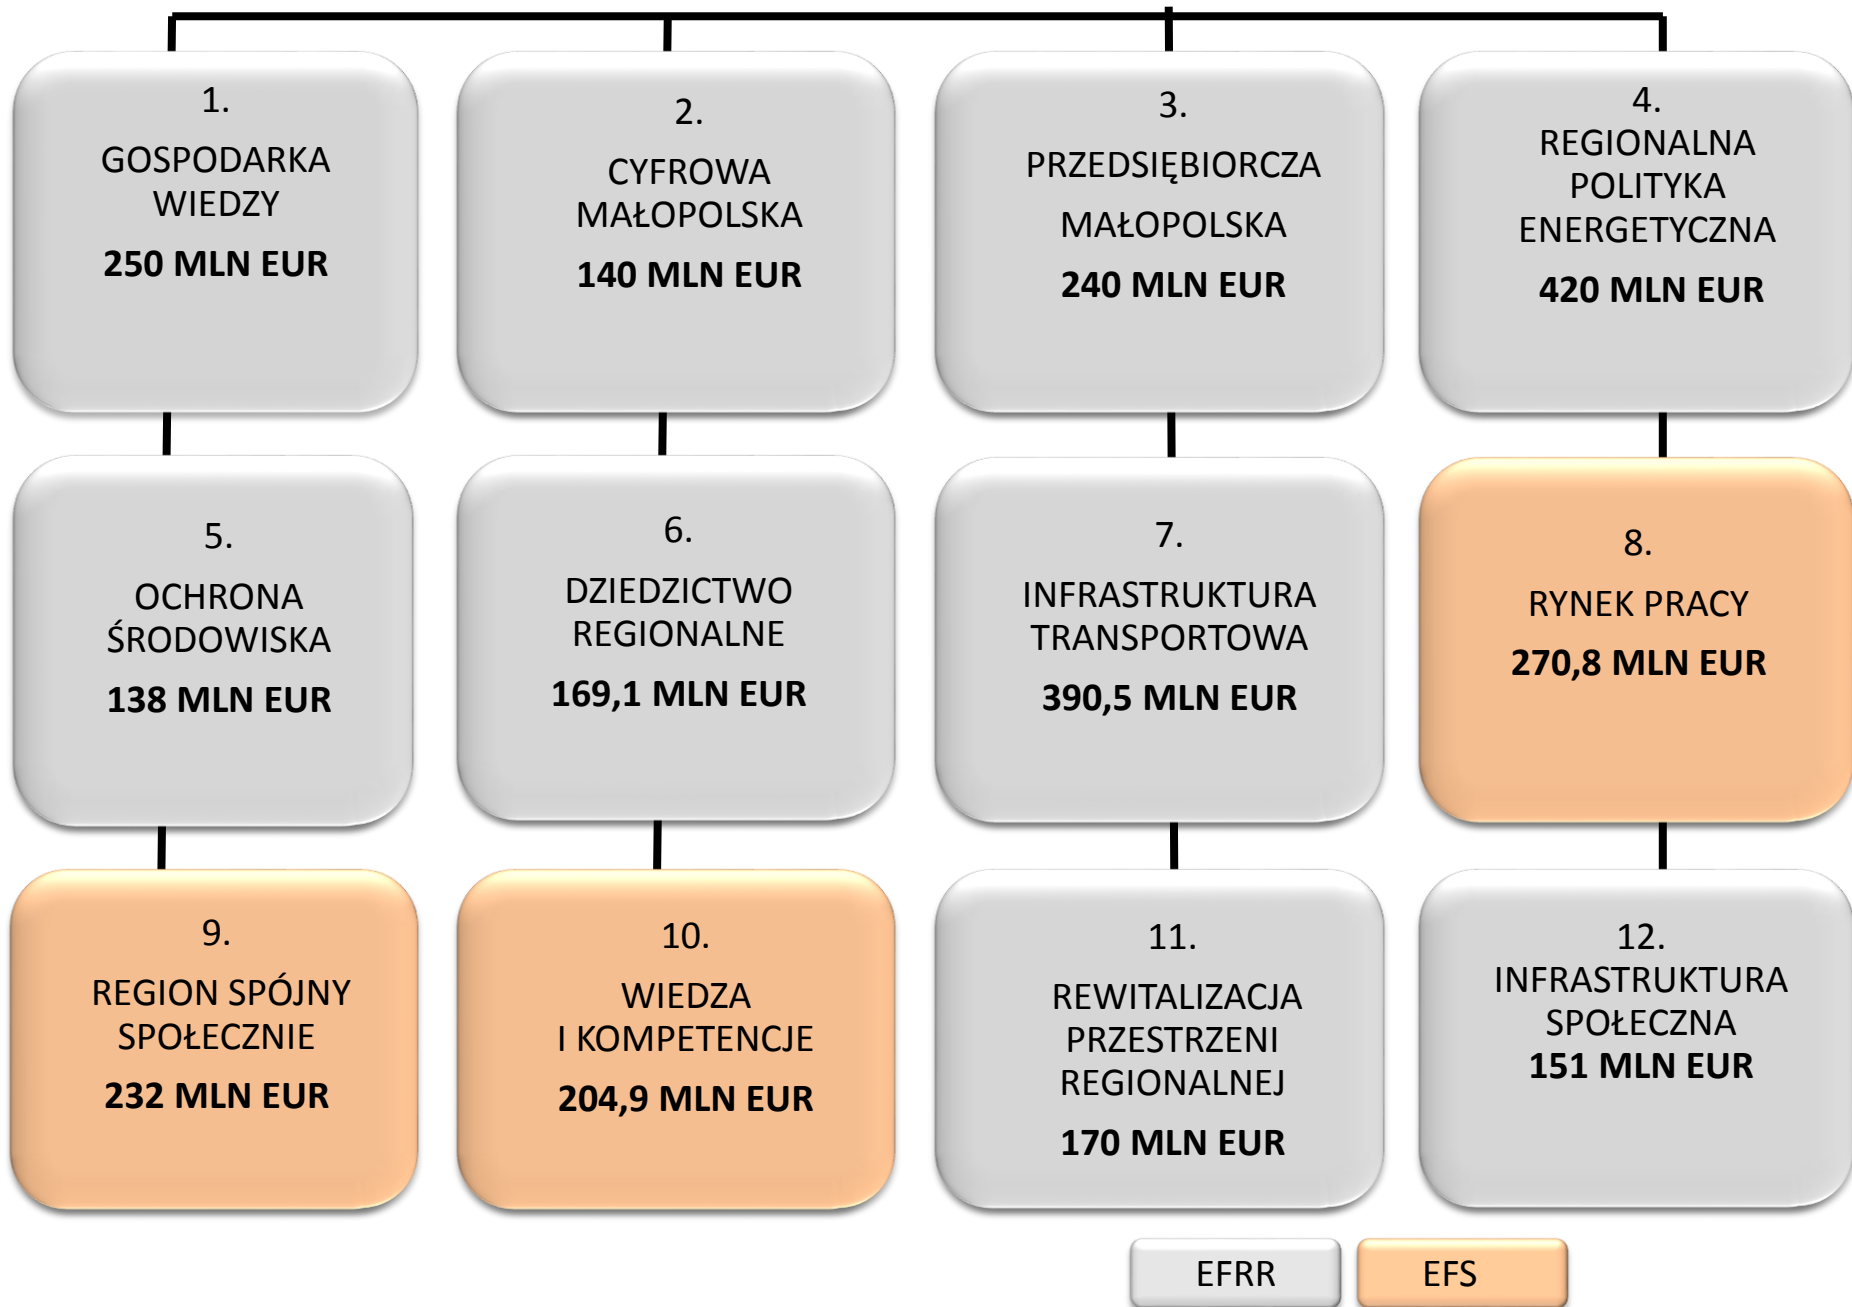 1.
GOSPODARKA
WIEDZY
250 MLN EUR
2.
CYFROWA
MAŁOPOLSKA
140 MLN EUR
3.
PRZEDSIĘBIORCZA
MAŁOPOLSKA
240 MLN EUR
4.
REGIONALNA
POLITYKA
ENERGETYCZNA
420 MLN EUR
5.
OCHRONA
ŚRODOWISKA
138 MLN EUR
6.
DZIEDZICTWO
REGIONALNE
169,1 MLN EUR
7.
INFRASTRUKTURA
TRANSPORTOWA
390,5 MLN EUR
8.
RYNEK PRACY
270,8 MLN EUR
9.
REGION SPÓJNY
SPOŁECZNIE
232 MLN EUR
10.
WIEDZA
I KOMPETENCJE
204,9 MLN EUR
11.
REWITALIZACJA
PRZESTRZENI
REGIONALNEJ
170 MLN EUR
12.
INFRASTRUKTURA
SPOŁECZNA
151 MLN EUR
EFRR
EFS